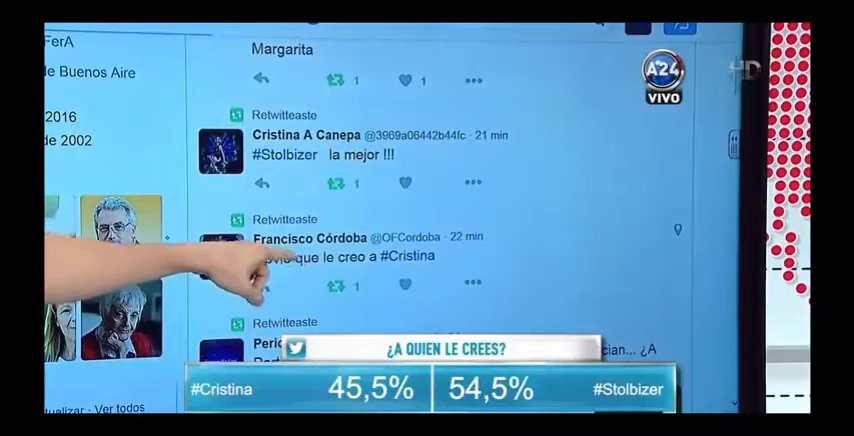 FerA
de Buenos Aire
2016
de 2002
Margarita
1
1
A24
VIVO
HD
Retwitteaste
Cristina A Canepa @3969a06442b44fc · 21 min
#Stolbizer la mejor !!!
1
Retwitteaste
Francisco Córdoba @OFCordoba · 22 min
que le creo a #Cristina
1
Retwitteaste
cian... ¿A
¿A QUIEN LE CREES?
#Cristina 45,5% 54,5% #Stolbizer
Ver todos